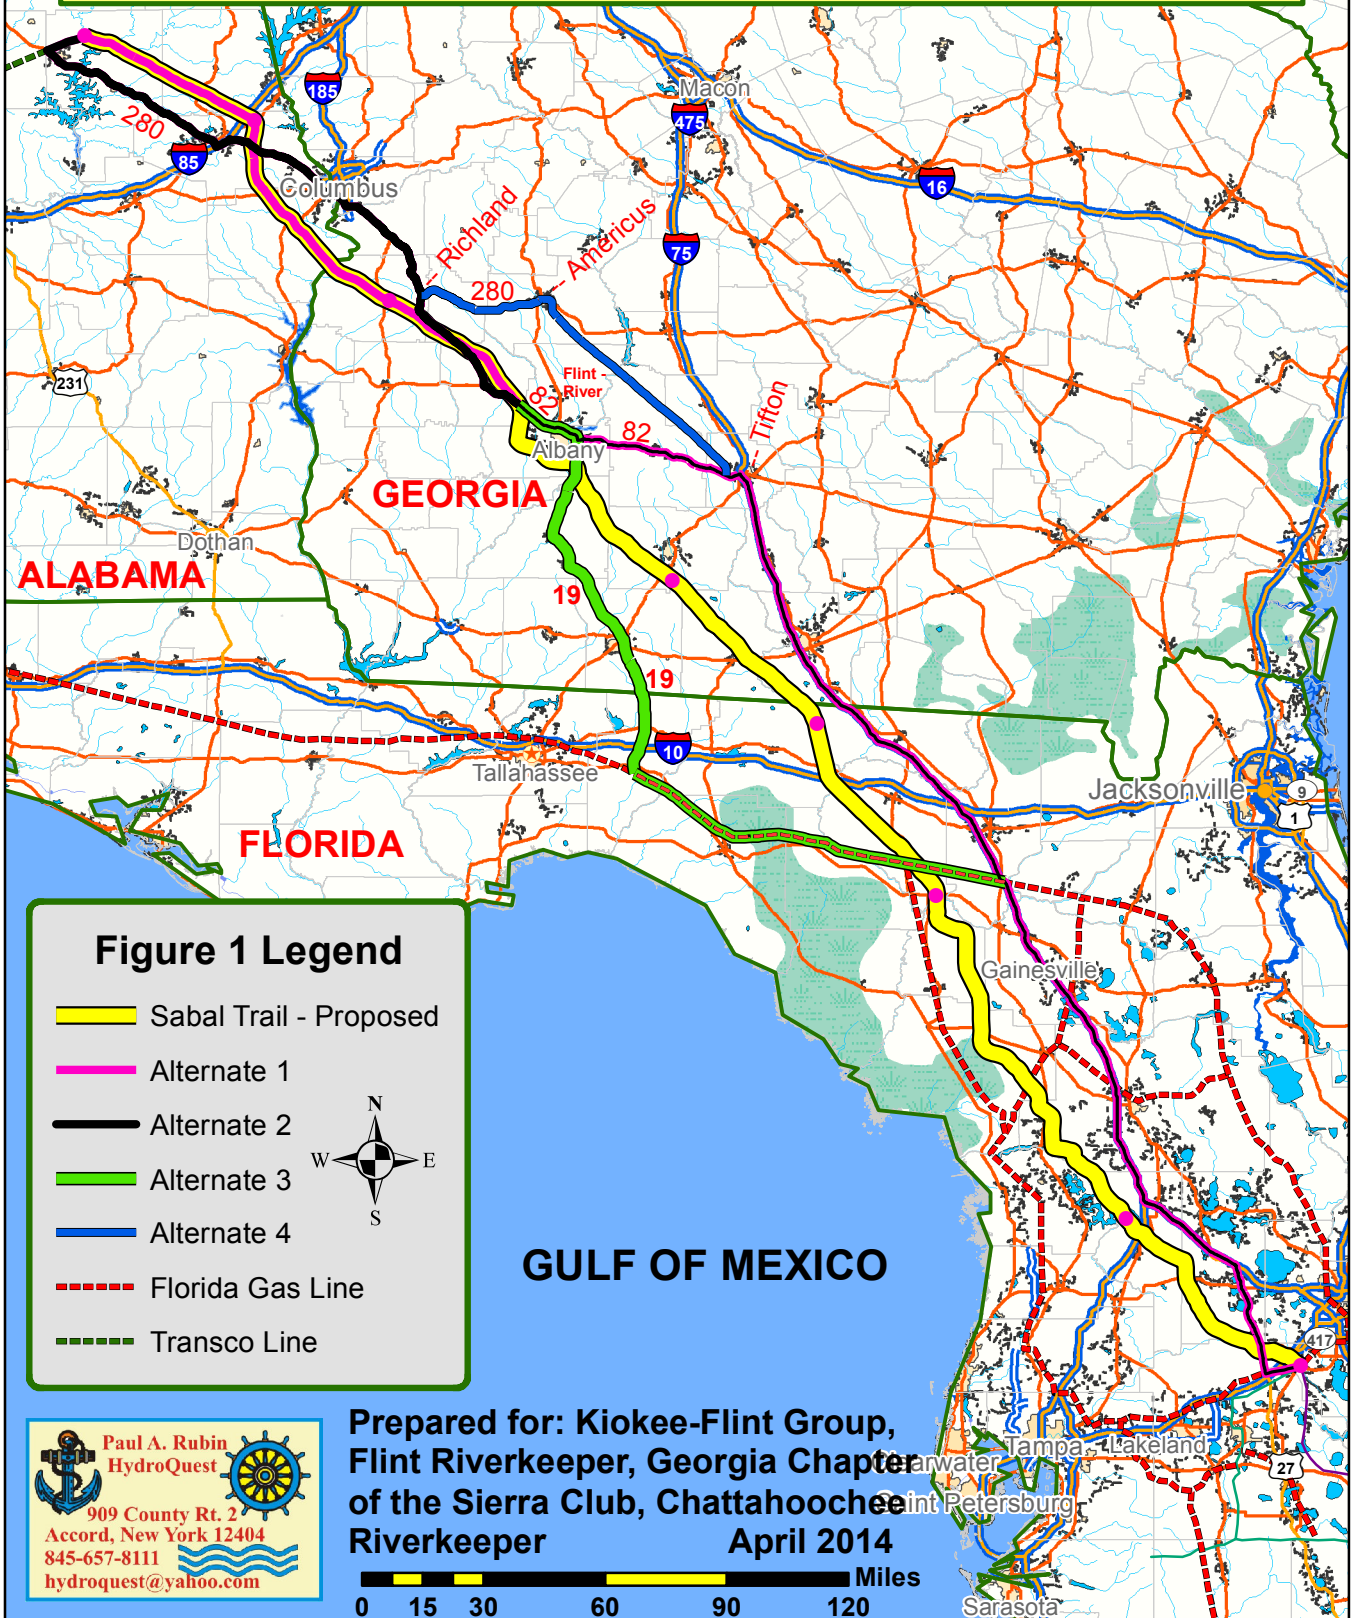 Macon
185
475
280
85
16
Columbus
Richland
Americus
75
280
231
Flint -
River
82
Tifton
82
Albany
GEORGIA
Dothan
ALABAMA
19
19
10
Tallahassee
Jacksonville
9
1
FLORIDA
Figure 1 Legend
Sabal Trail - Proposed
Alternate 1
Alternate 2
Alternate 3
Alternate 4
Florida Gas Line
Transco Line
N
W E
S
Gainesville
GULF OF MEXICO
417
Paul A. Rubin
HydroQuest
909 County Rt. 2
Accord, New York 12404
845-657-8111
hydroquest@yahoo.com
Prepared for: Kiokee-Flint Group,
Flint Riverkeeper, Georgia Chapter
of the Sierra Club, Chattahoochee
Riverkeeper April 2014
Tampa
Lakeland
arwater
27
int Petersburg
Miles
0 15 30 60 90 120
Sarasota